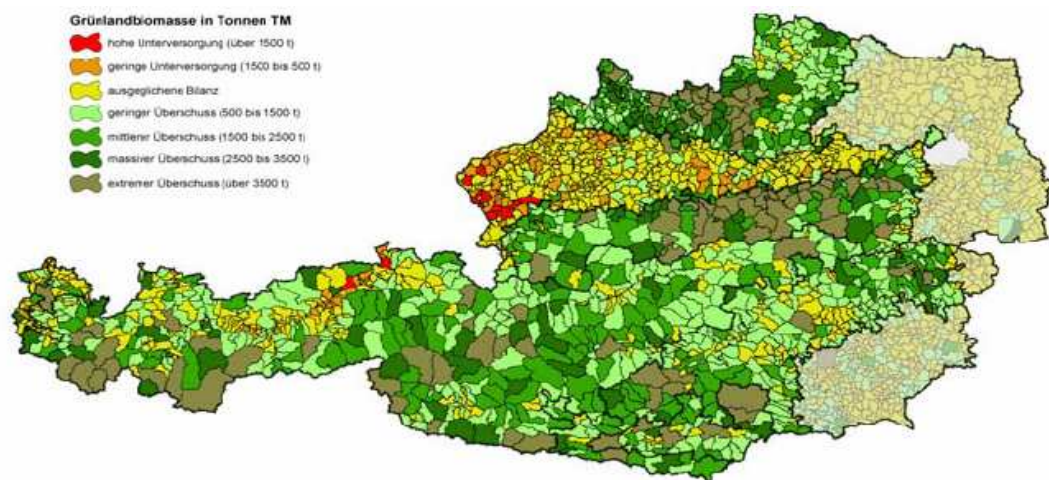 Grünlandbiomasse in Tonnen TM
hohe Unterversorgung (über 1500 t)
geringe Unterversorgung (1500 bis 500 t)
ausgeglichene Bilanz
geringer Überschuss (500 bis 1500 t)
mittlerer Überschuss (1500 bis 2500 t)
massiver Überschuss (2500 bis 3500 t)
extremer Überschuss (über 3500 t)